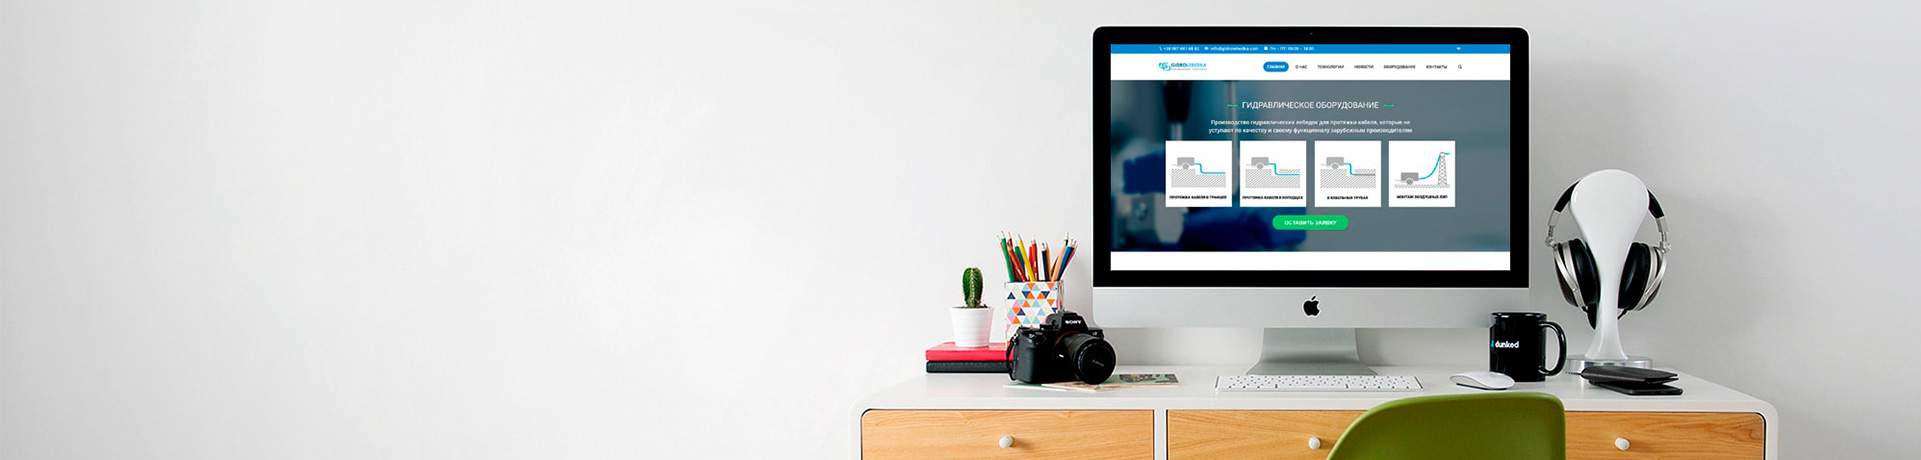 +38 067 661 68 82 info@gidrolebedka.com Пн - ПТ: 09:00 - 18:00
GIDROLEBEDKA
ГЛАВНАЯ О НАС ТЕХНОЛОГИИ НОВОСТИ ОБОРУДОВАНИЕ КОНТАКТЫ
ГИДРАВЛИЧЕСКОЕ ОБОРУДОВАНИЕ
Производство гидравлических лебедок для протяжки кабеля, которые не
уступают по качеству и своему функционалу зарубежным производителям
ПРОТЯЖКА КАБЕЛЯ В ТРАНШЕЕ
ПРОТЯЖКА КАБЕЛЯ В КОЛОДЦАХ
В КАБЕЛЬНЫХ ТРУБАХ
МОНТАЖ ВОЗДУШНЫХ ЛЭП
ОСТАВИТЬ ЗАЯВКУ
SONY
dunked